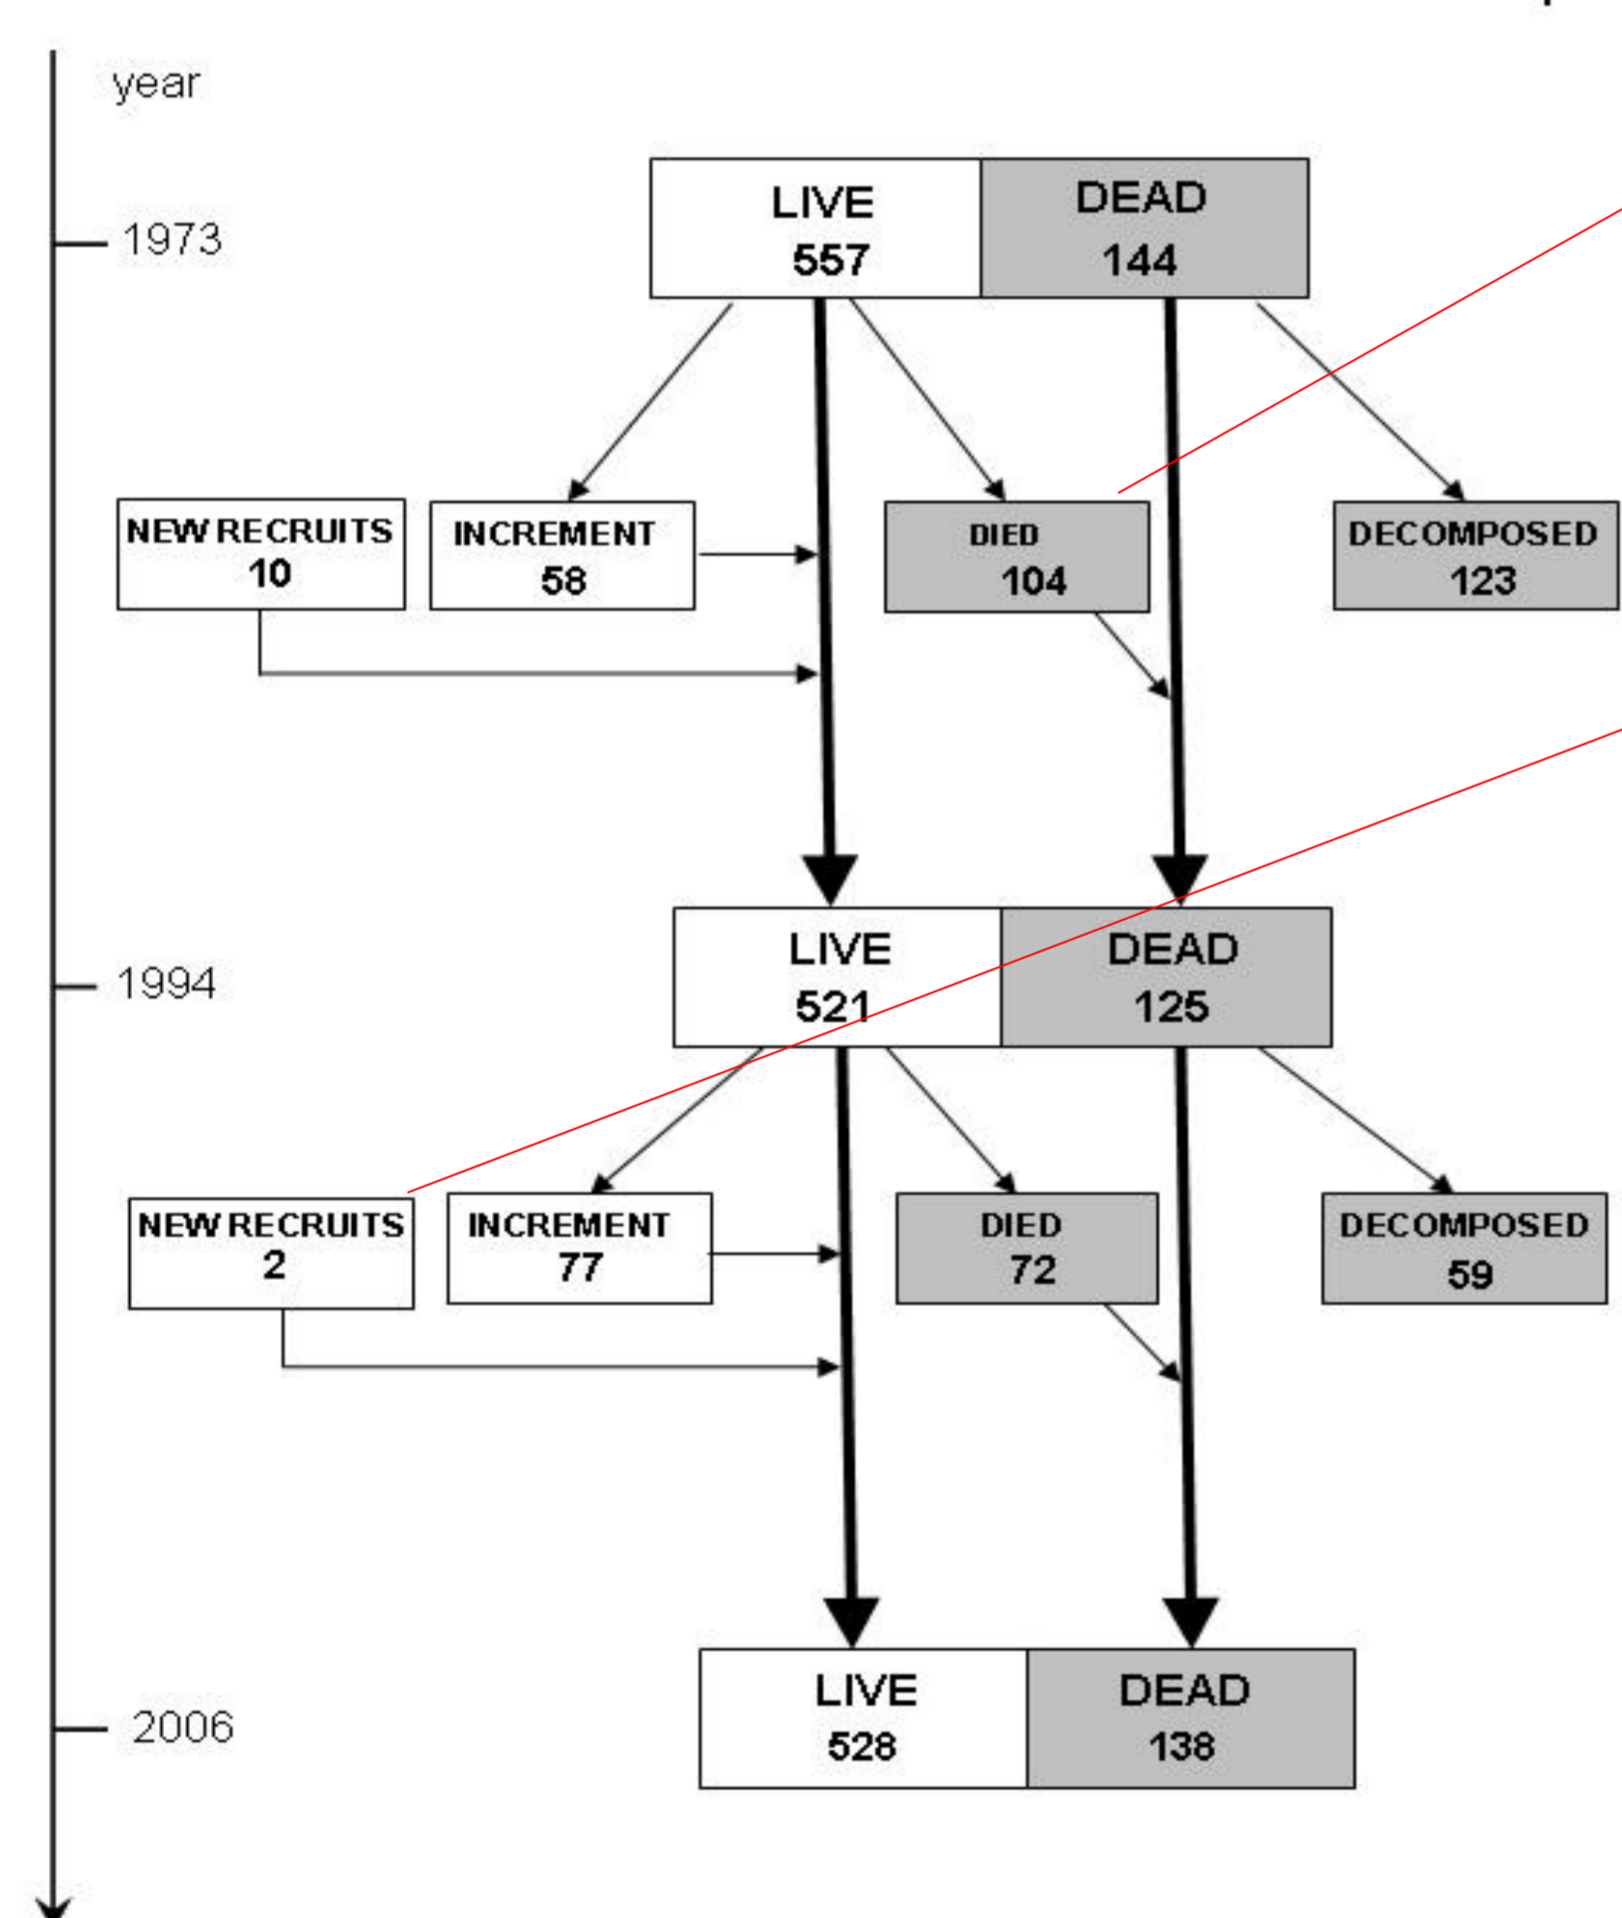 year
1973
LIVE
557
DEAD
144
NEW RECRUITS
10
INCREMENT
58
DIED
104
DECOMPOSED
123
1994
LIVE
521
DEAD
125
NEW RECRUITS
2
INCREMENT
77
DIED
72
DECOMPOSED
59
2006
LIVE
528
DEAD
138